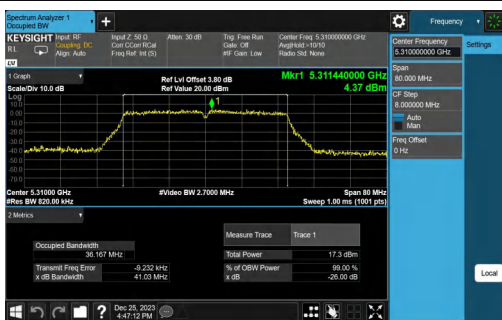 Spectrum Analyzer 1
Occupied BW
Frequency
KEYSIGHT Input: RF
Coupling: DC
Align: Auto
RL
Input Z: 50 Ω
Corr CCorr RCal
Freq Ref: Int (S)
Atten: 30 dB
Trig: Free Run
Gate: Off
#IF Gain: Low
Center Freq: 5.310000000 GHz
Avg|Hold:>10/10
Radio Std: None
Center Frequency
5.310000000 GHz
Settings
Span
80.000 MHz
CF Step
8.000000 MHz
Auto
Man
Freq Offset
0 Hz
Local
1 Graph
Scale/Div 10.0 dB
Ref Lvl Offset 3.80 dB
Ref Value 20.00 dBm
Mkr1 5.311440000 GHz
4.37 dBm
Log
10.0
0.00
-10.0
-20.0
-30.0
-40.0
-50.0
-60.0
-70.0
1
Center 5.31000 GHz
#Res BW 820.00 kHz
#Video BW 2.7000 MHz
Span 80 MHz
Sweep 1.00 ms (1001 pts)
2 Metrics
Measure Trace Trace 1
Occupied Bandwidth
36.167 MHz
Total Power 17.3 dBm
Transmit Freq Error -9.232 kHz
% of OBW Power 99.00 %
x dB Bandwidth 41.03 MHz
x dB -26.00 dB
Dec 25, 2023
4:47:12 PM